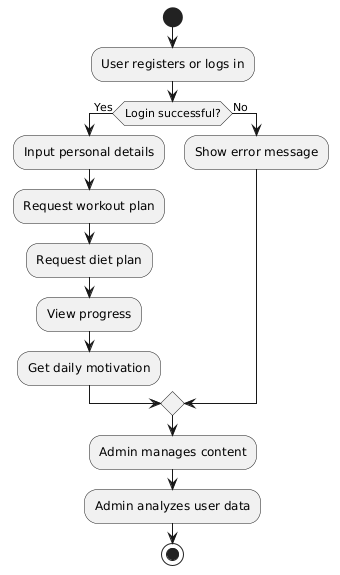 User registers or logs in
Yes
Login successful?
No
Input personal details
Show error message
Request workout plan
Request diet plan
View progress
Get daily motivation
Admin manages content
Admin analyzes user data